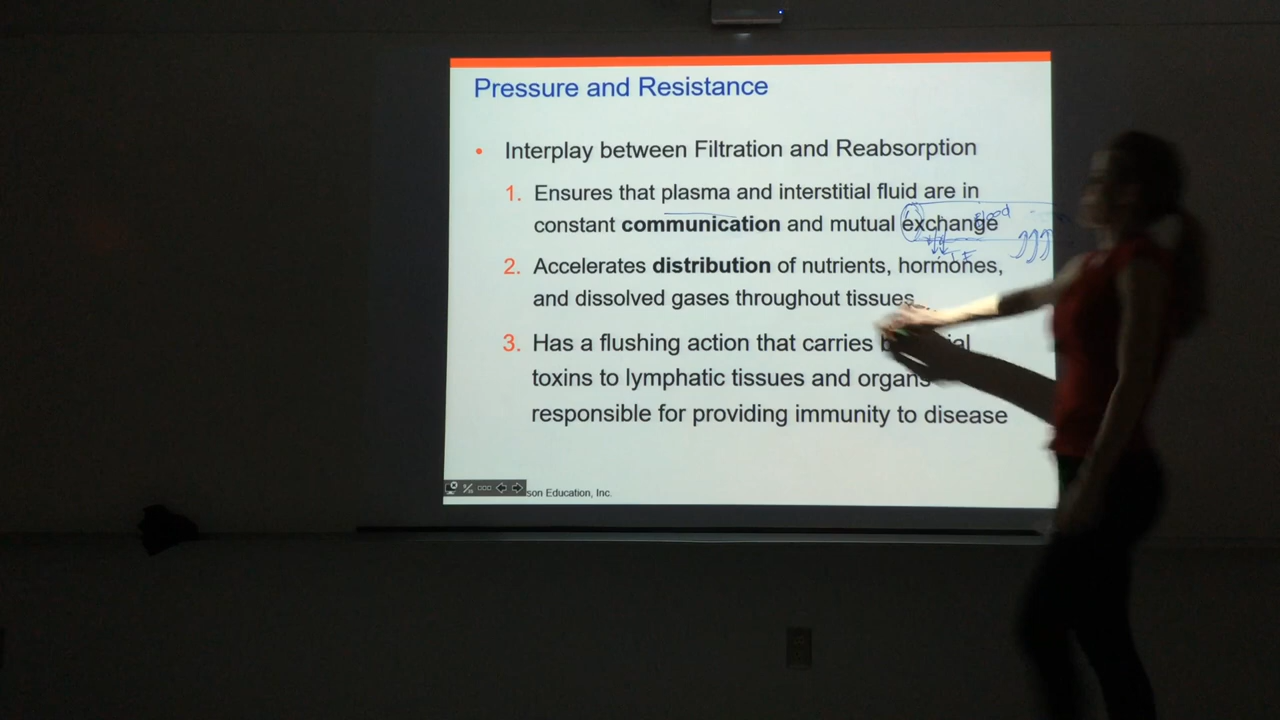 Pressure and Resistance
• Interplay between Filtration and Reabsorption
1. Ensures that plasma and interstitial fluid are in
constant communication and mutual exchange
Blood
I.F
2. Accelerates distribution of nutrients, hormones,
and dissolved gases throughout tissues
3. Has a flushing action that carries
toxins to lymphatic tissues and organs
responsible for providing immunity to disease
son Education, Inc.